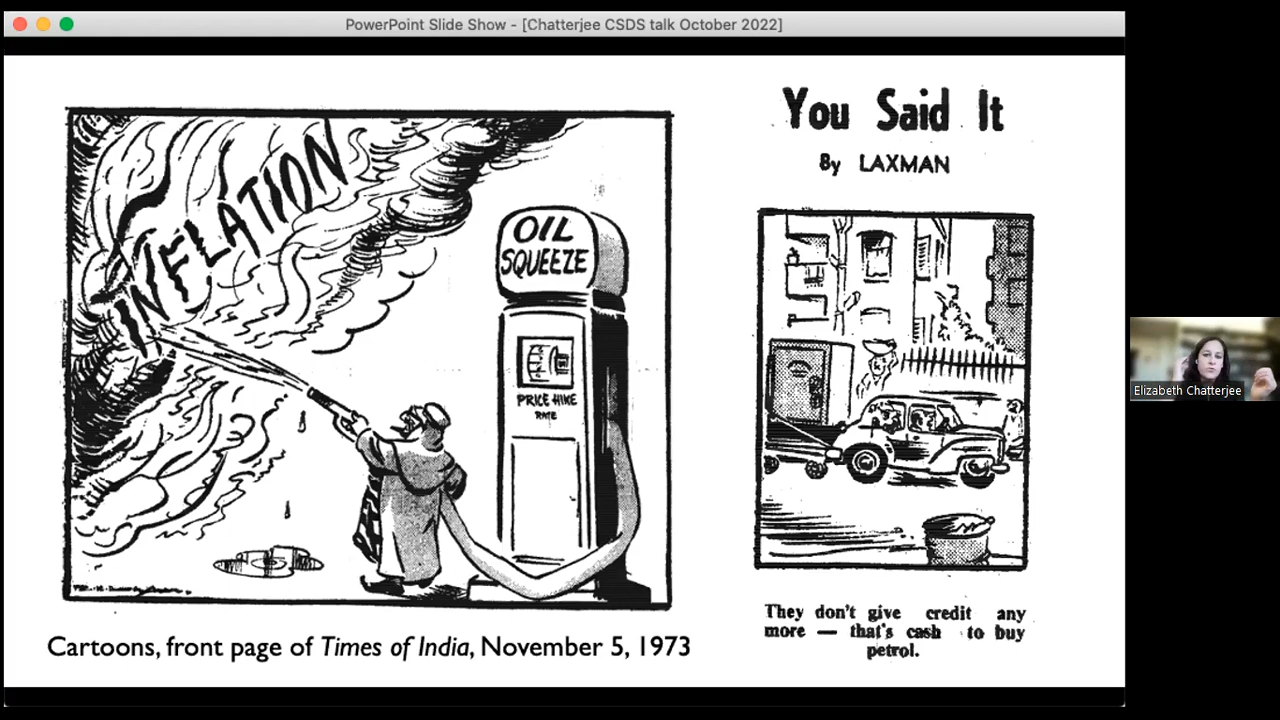 PowerPoint Slide Show - [Chatterjee CSDS talk October 2022]
INFLATION
OIL
SQUEEZE
PRICE HIKE
RATE
Cartoons, front page of Times of India, November 5, 1973
You Said It
By LAXMAN
They don't give credit any
more — that's cash to buy
petrol.
Elizabeth Chatterjee